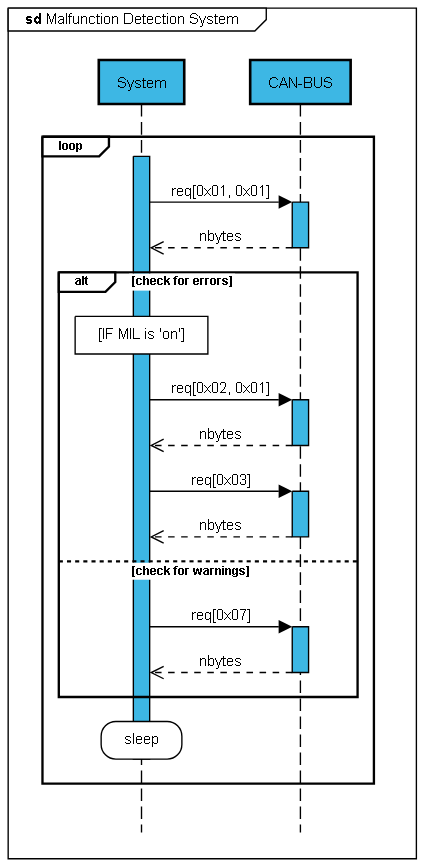 sd Malfunction Detection System
System
CAN-BUS
loop
req[0x01, 0x01]
nbytes
alt
[check for errors]
[IF MIL is 'on']
req[0x02, 0x01]
nbytes
req[0x03]
nbytes
[check for warnings]
req[0x07]
nbytes
sleep